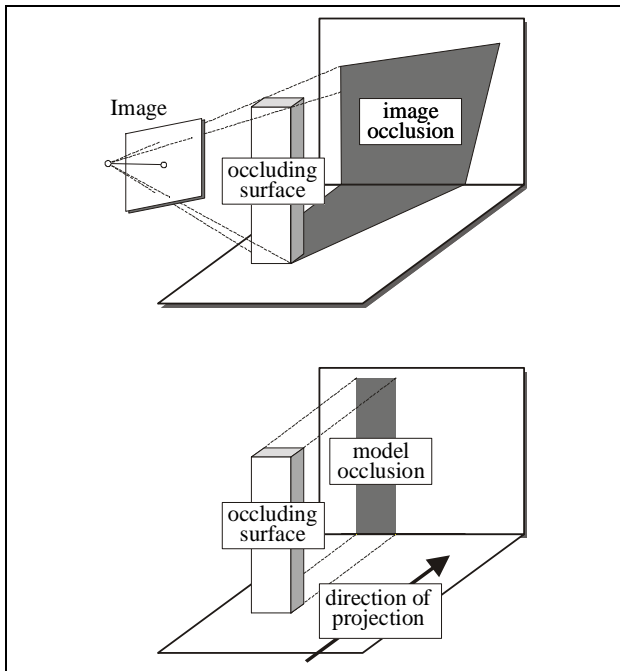 Image
image
occlusion
occluding
surface
model
occlusion
occluding
surface
direction of
projection